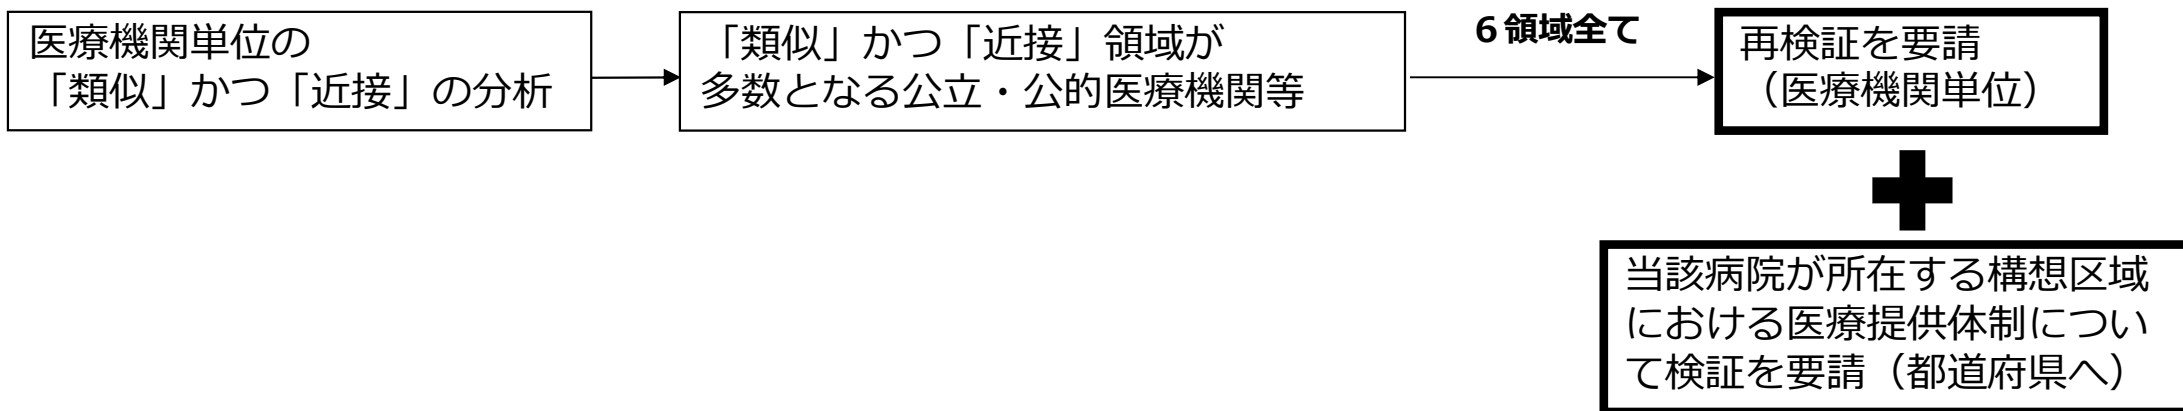 医療機関単位の
「類似」かつ「近接」の分析
「類似」かつ「近接」領域が
多数となる公立・公的医療機関等
６領域全て
再検証を要請
（医療機関単位）
当該病院が所在する構想区域
における医療提供体制につい
て検証を要請（都道府県へ）